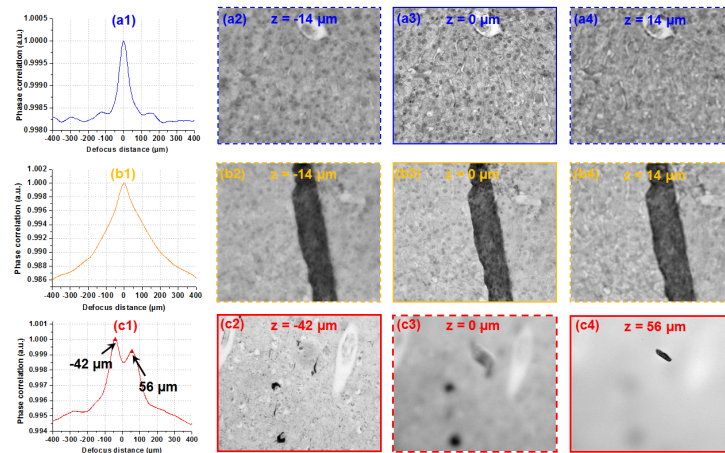 (a1)
Phasae correlation (a.u.)
1.0005
1.0000
0.9995
0.9990
0.9985
0.9980
-400 -300 -200 -100 0 100 200 300 400
Defocus distance (μm)
(a2) z = -14 μm
(a3) z = 0 μm
(a4) z = 14 μm
(b1)
Phase correlation (a.u.)
1.002
1.000
0.998
0.996
0.994
0.992
0.990
0.988
0.986
-400 -300 -200 -100 0 100 200 300 400
Defocus distance (μm)
(b2) z = -14 μm
(b3) z = 0 μm
(b4) z = 14 μm
(c1)
Phase correlation (a.u.)
1.001
1.000
0.999
0.998
0.997
0.996
0.995
0.994
-42 μm
56 μm
-400 -300 -200 -100 0 100 200 300 400
Defocus distance (μm)
(c2) z = -42 μm
(c3) z = 0 μm
(c4) z = 56 μm